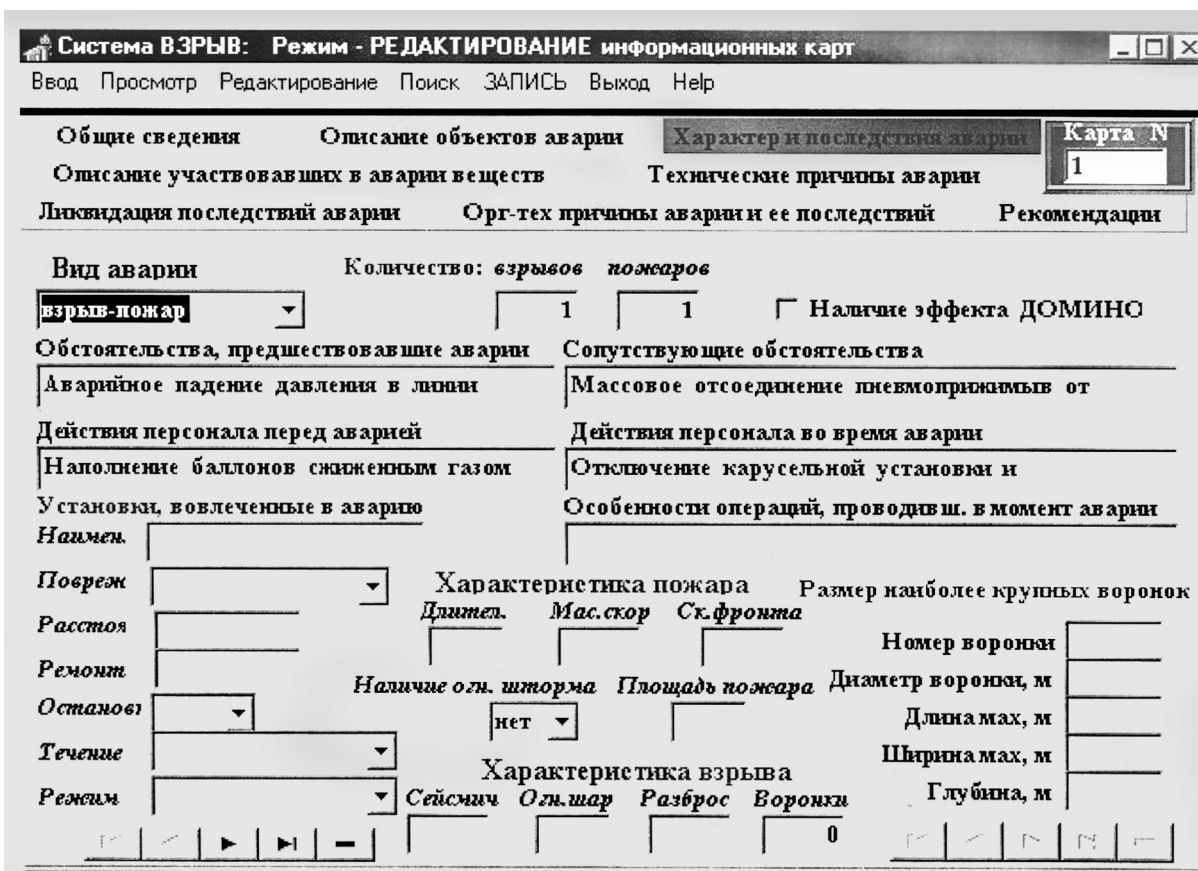 Система ВЗРЫВ: Режим - РЕДАКТИРОВАНИЕ информационных карт
Ввод Просмотр Редактирование Поиск ЗАПИСЬ Выход Help
Общие сведения Описание объектов аварии Характер и последствия аварии Карта N
1
Описание участвовавших в аварии веществ Технические причины аварии
Ликвидация последствий аварии Орг-тех причины аварии и ее последствий Рекомендации
Вид аварии Количество: взрывов пожаров
взрыв-пожар 1 1 Наличие эффекта ДОМИНО
Обстоятельства, предшествовавшие аварии Сопутствующие обстоятельства
Аварийное падение давления в линии Массовое отсоединение пневмоприжимыв от
Действия персонала перед аварией Действия персонала во время аварии
Наполнение баллонов сжиженным газом Отключение карусельной установки и
Установки, вовлеченные в аварию Особенности операций, проводивш. в момент аварии
Наимен.
Повреж Характеристика пожара Размер наиболее крупных воронок
Длител. Мас.скор Ск.фронта
Расстоя Номер воронки
Ремонт Наличие огн. шторма Площадь пожара Диаметр воронки, м
Останові нет Длина мах, м
Течение Ширина мах, м
Характеристика взрыва
Режим Сейсмич Огн.шар Разброс Воронки Глубина, м
0